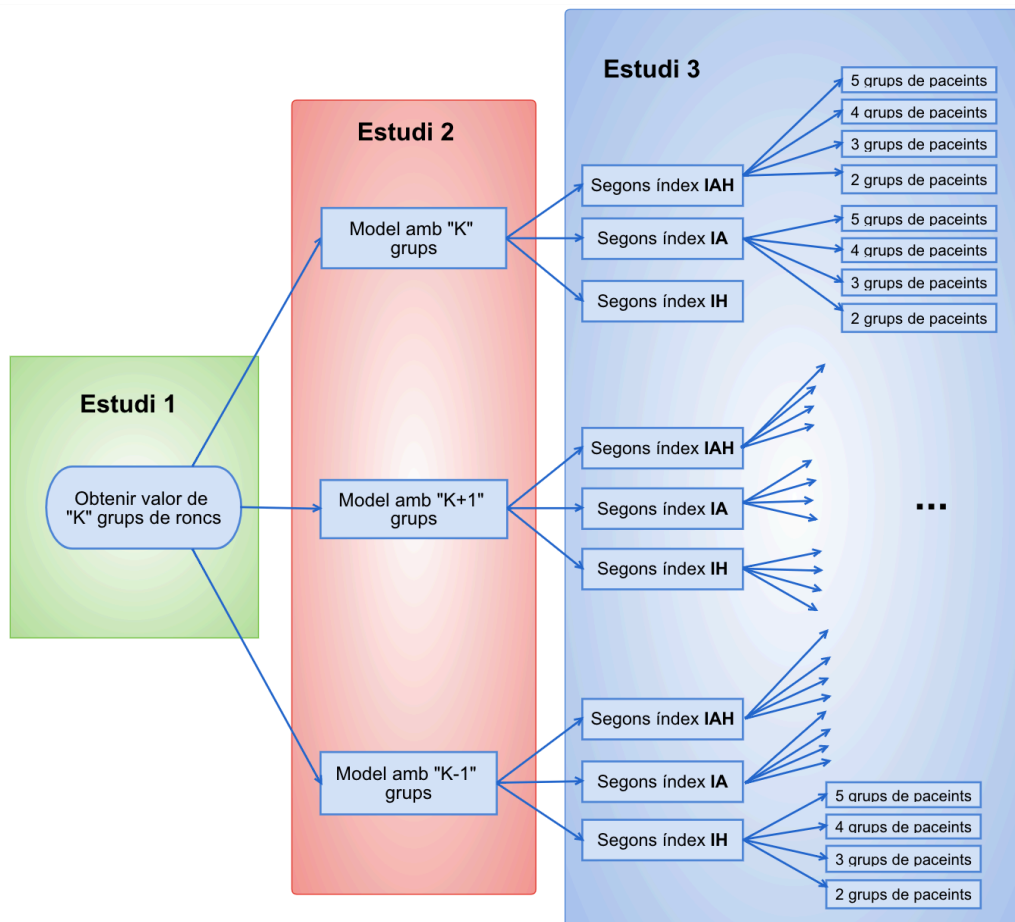 Estudi 1
Obtenir valor de
"K" grups de roncs
Estudi 2
Model amb "K"
grups
Model amb "K+1"
grups
Model amb "K-1"
grups
Estudi 3
Segons índex IAH
5 grups de paceints
4 grups de paceints
3 grups de paceints
2 grups de paceints
Segons índex IA
5 grups de paceints
4 grups de paceints
3 grups de paceints
2 grups de paceints
Segons índex IH
Segons índex IAH
Segons índex IA
Segons índex IH
...
Segons índex IAH
Segons índex IA
Segons índex IH
5 grups de paceints
4 grups de paceints
3 grups de paceints
2 grups de paceints